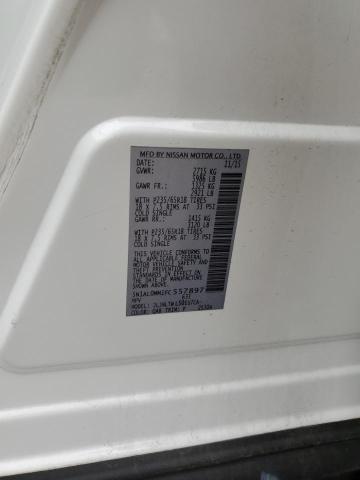 MFD BY NISSAN MOTOR CO., LTD.
11/15
GVWR: 2715 KG
5986 LB
GAWR FR. 1325 KG
2921 LB
WITH P235/65R18 TIRES
18 X 7.5 RIMS AT 33 PSI
COLD SINGLE
GAWR RR: 1415 KG
3120 LB
WITH P235/65R18 TIRES
18 X 7.5 RIMS AT 33 PSI
COLD SINGLE
THIS VEHICLE CONFORMS TO ALL
APPLICABLE FEDERAL MOTOR VEHICLE
SAFETY AND THEFT PREVENTION
STANDARDS IN EFFECT ON THE DATE OF
MANUFACTURE SHOWN ABOVE.
557897
MPV
MODEL:
COLOR: QAB TRIM: P